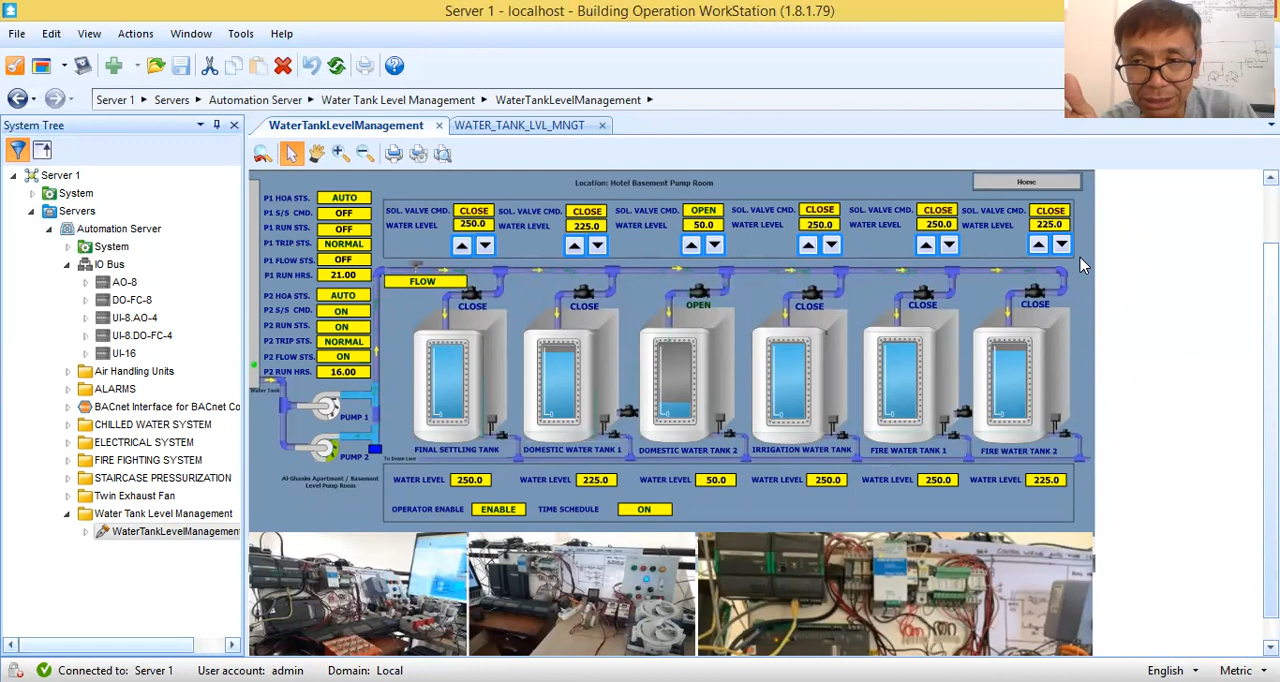 Server 1 - localhost - Building Operation WorkStation (1.8.1.79)
File Edit View Actions Window Tools Help
Server 1 Servers Automation Server Water Tank Level Management WaterTankLevelManagement
System Tree
WaterTankLevelManagement
WATER_TANK_LVL_MNGT
Server 1
System
Servers
Automation Server
System
IO Bus
AO-8
DO-FC-8
UI-8.AO-4
UI-8.DO-FC-4
UI-16
Air Handling Units
ALARMS
BACnet Interface for BACnet Co
CHILLED WATER SYSTEM
ELECTRICAL SYSTEM
FIRE FIGHTING SYSTEM
STAIRCASE PRESSURIZATION
Twin Exhaust Fan
Water Tank Level Management
WaterTankLevelManagement
Location: Hotel Basement Pump Room
Home
P1 HOA STS. AUTO
P1 S/S CMD. OFF
P1 RUN STS. OFF
P1 TRIP STS. NORMAL
P1 FLOW STS. OFF
P1 RUN HRS. 21.00
P2 HOA STS. AUTO
P2 S/S CMD. ON
P2 RUN STS. ON
P2 TRIP STS. NORMAL
P2 FLOW STS. ON
P2 RUN HRS. 16.00
SOL. VALVE CMD. CLOSE SOL. VALVE CMD. CLOSE SOL. VALVE CMD. OPEN SOL. VALVE CMD. CLOSE SOL. VALVE CMD. CLOSE SOL. VALVE CMD. CLOSE
WATER LEVEL 250.0 WATER LEVEL 225.0 WATER LEVEL 50.0 WATER LEVEL 250.0 WATER LEVEL 250.0 WATER LEVEL 225.0
FLOW
CLOSE CLOSE OPEN CLOSE CLOSE CLOSE
Water Tank
PUMP 1
PUMP 2
FINAL SETTLING TANK DOMESTIC WATER TANK 1 DOMESTIC WATER TANK 2 IRRIGATION WATER TANK FIRE WATER TANK 1 FIRE WATER TANK 2
To Drain Line
Al-Ghanim Apartment / Basement
Level Pump Room
WATER LEVEL 250.0 WATER LEVEL 225.0 WATER LEVEL 50.0 WATER LEVEL 250.0 WATER LEVEL 250.0 WATER LEVEL 225.0
OPERATOR ENABLE ENABLE TIME SCHEDULE ON
Connected to: Server 1 User account: admin Domain: Local English Metric